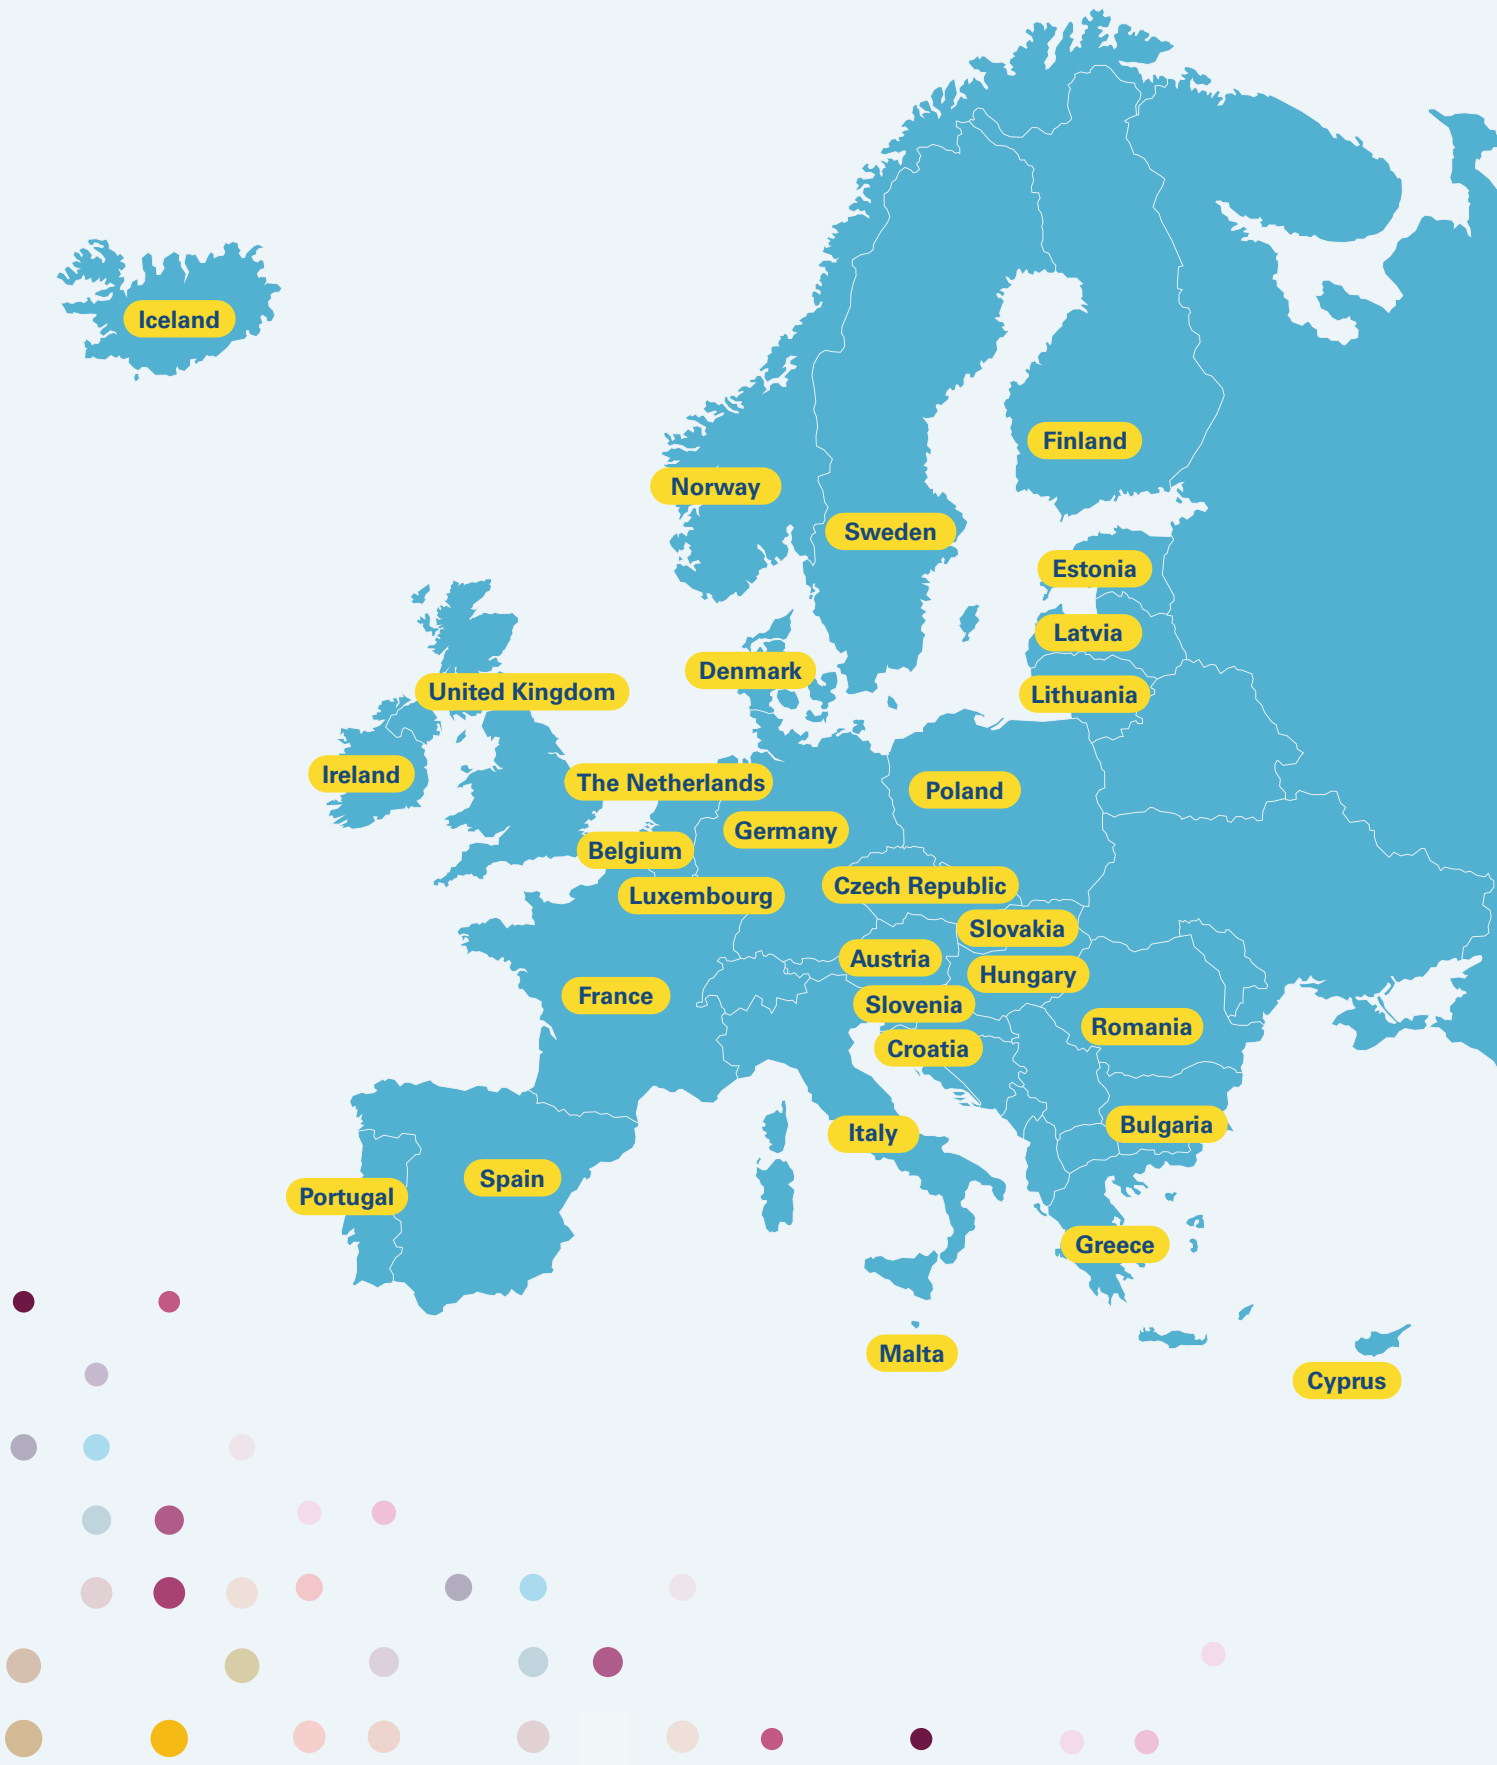 Iceland
Finland
Norway
Sweden
Estonia
Latvia
Denmark
United Kingdom
Lithuania
Ireland
The Netherlands
Poland
Germany
Belgium
Czech Republic
Luxembourg
Slovakia
Austria
Hungary
France
Slovenia
Romania
Croatia
Bulgaria
Italy
Spain
Portugal
Greece
Malta
Cyprus